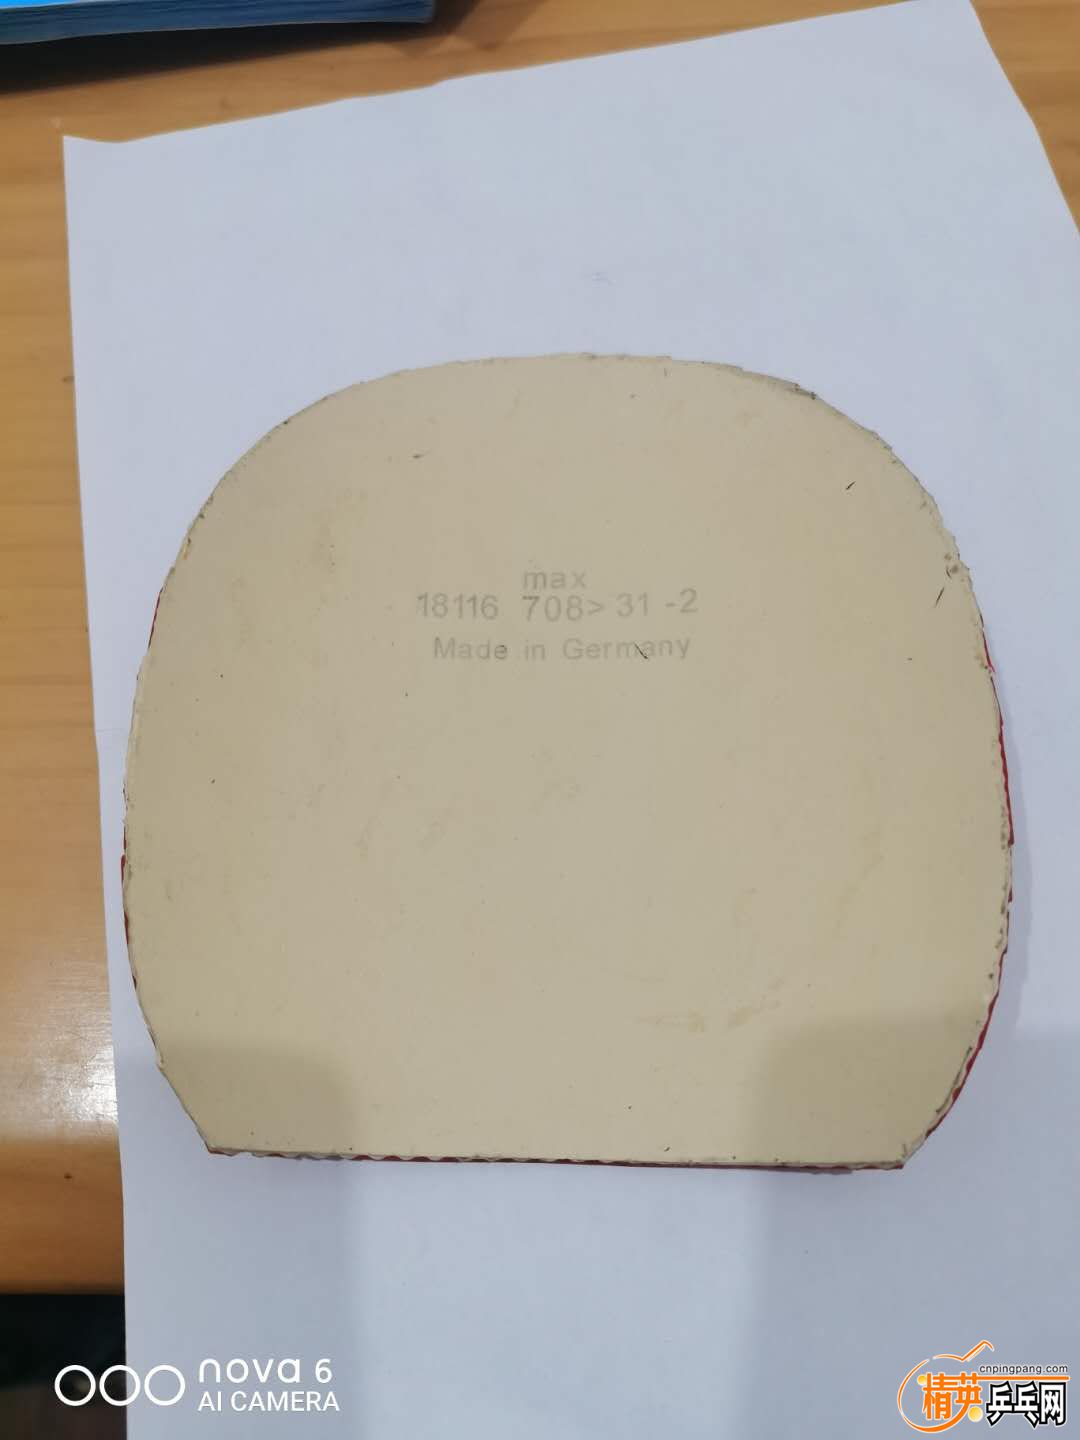 max
18116 708> 31 -2
Made in Germany
nova 6
AI CAMERA
cnpingpang.com
精英乒乓网